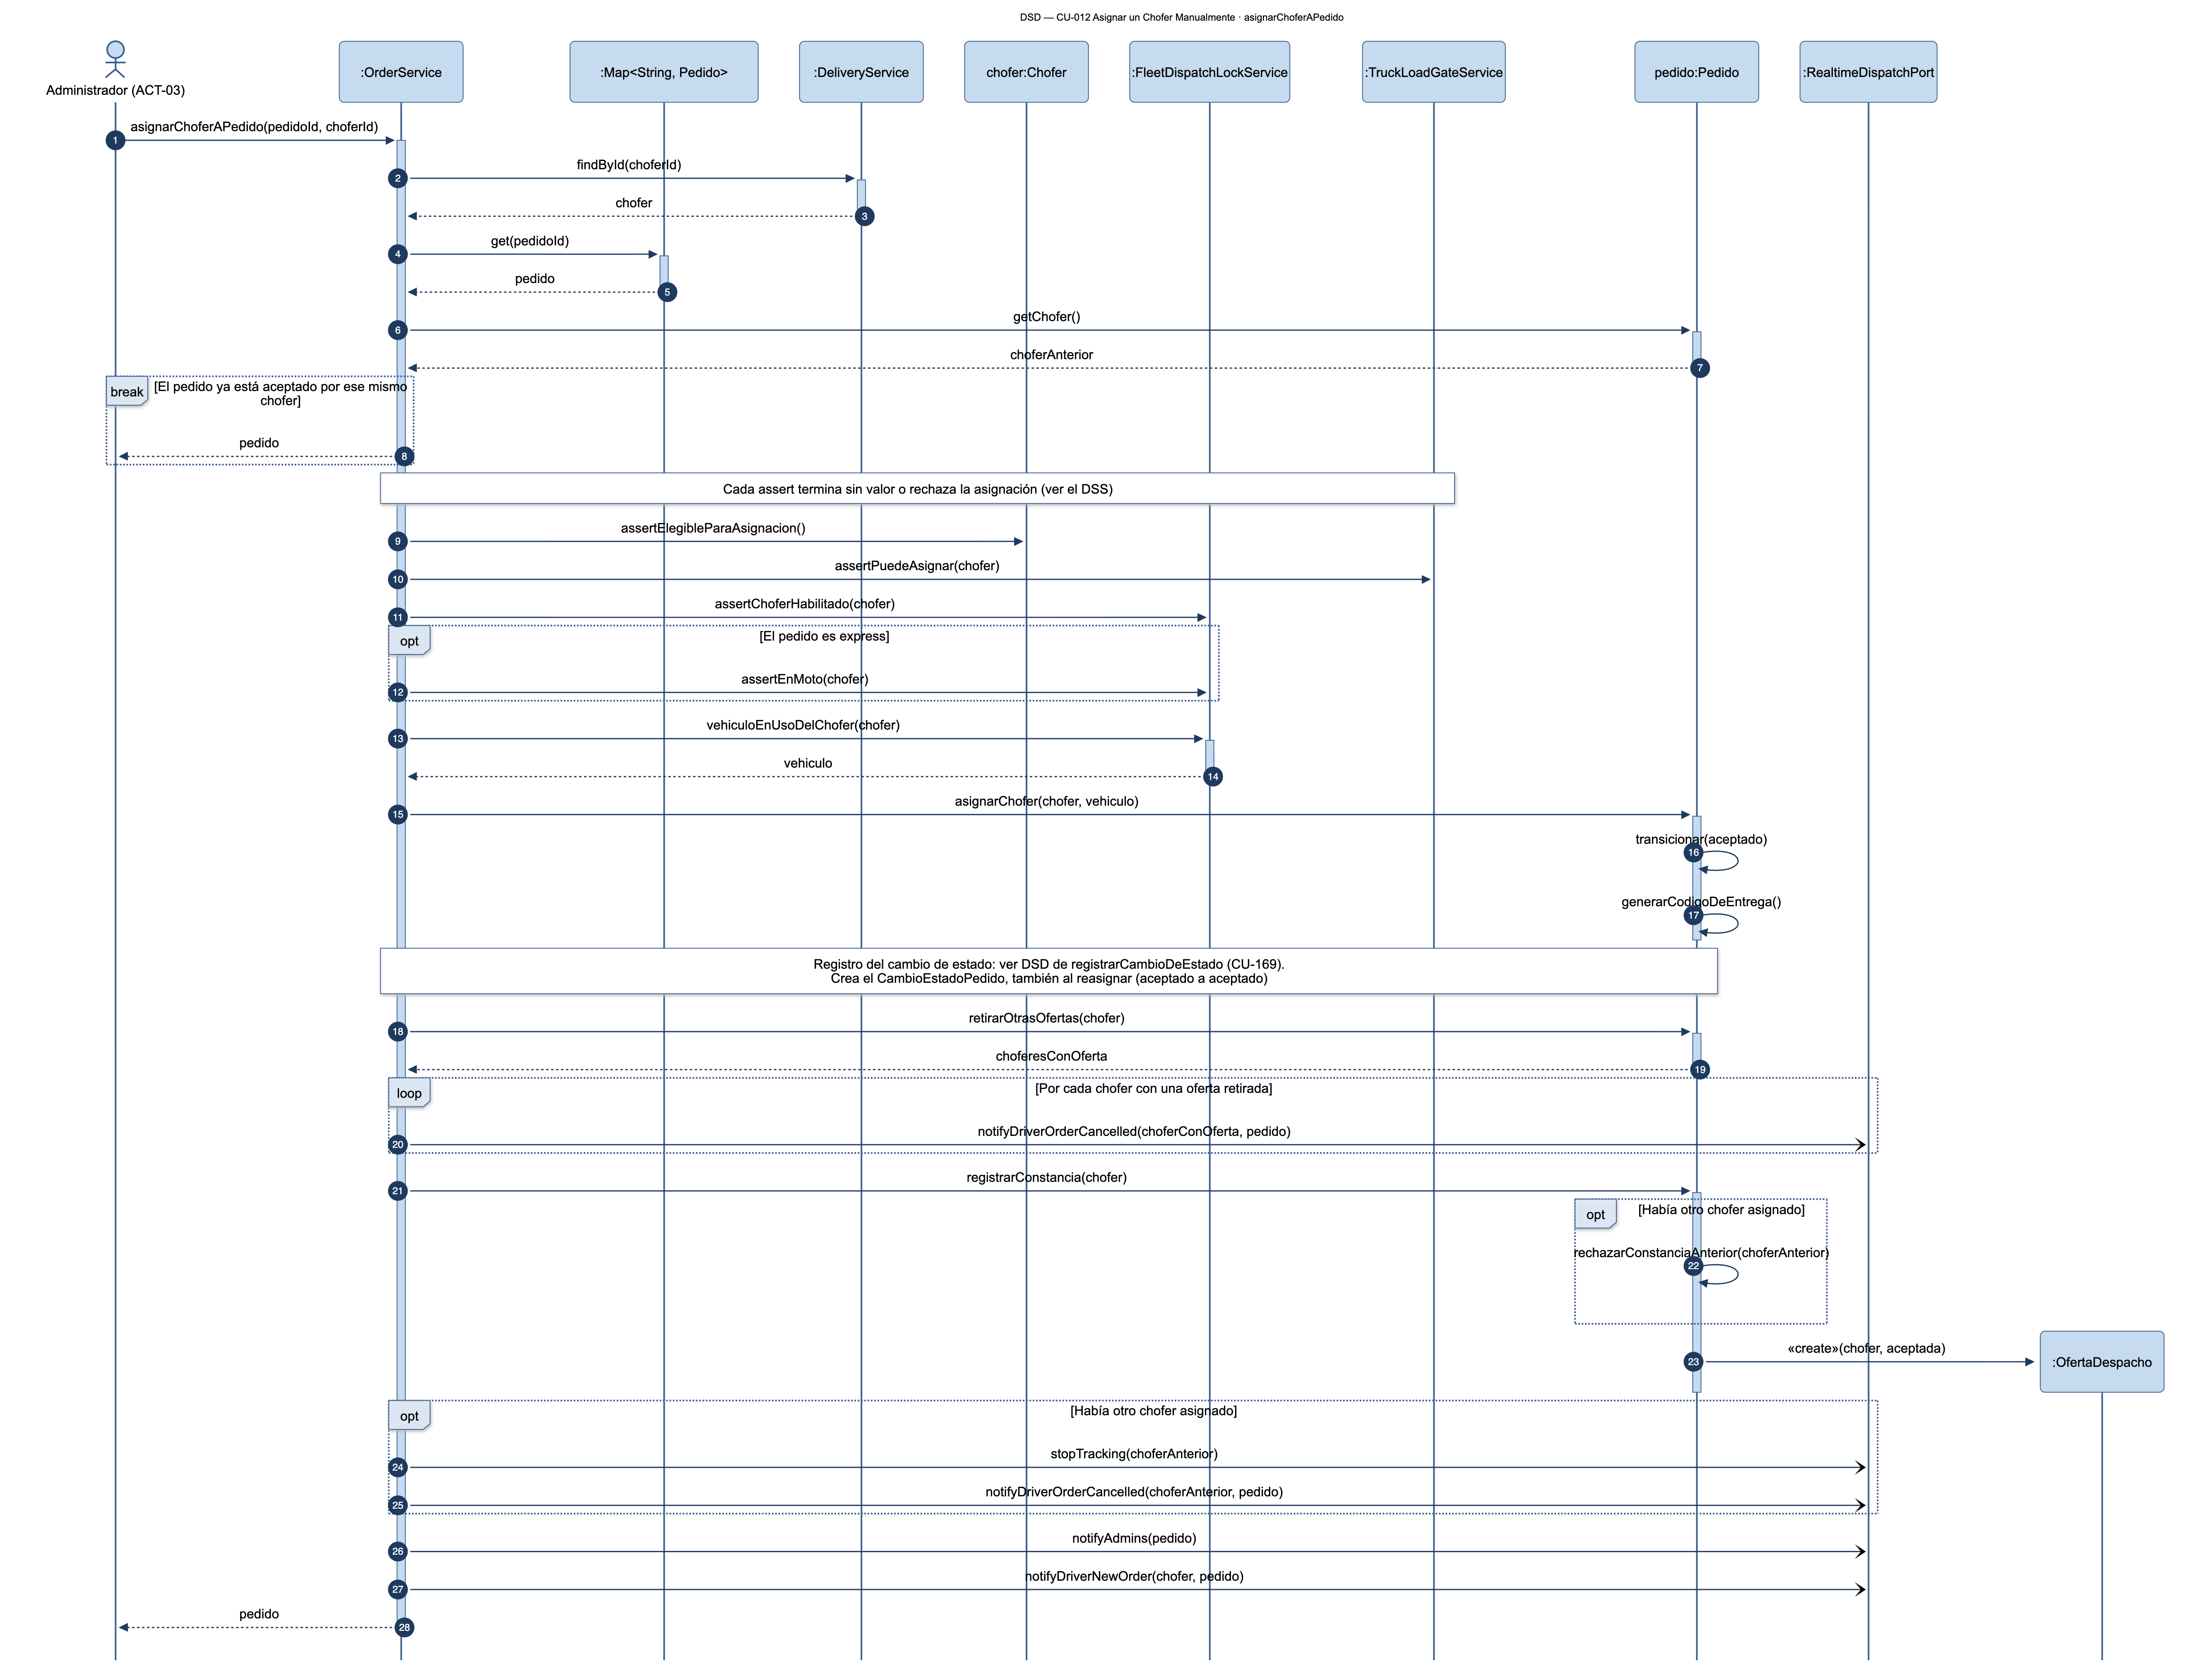 DSD — CU-012 Asignar un Chofer Manualmente · asignarChoferAPedido
Administrador (ACT-03)
:OrderService
:Map<String, Pedido>
:DeliveryService
chofer:Chofer
:FleetDispatchLockService
:TruckLoadGateService
pedido:Pedido
:RealtimeDispatchPort
1
asignarChoferAPedido(pedidoId, choferId)
2
findById(choferId)
chofer
3
4
get(pedidoId)
pedido
5
6
getChofer()
choferAnterior
7
break
[El pedido ya está aceptado por ese mismo
chofer]
pedido
8
Cada assert termina sin valor o rechaza la asignación (ver el DSS)
9
assertElegibleParaAsignacion()
10
assertPuedeAsignar(chofer)
11
assertChoferHabilitado(chofer)
opt
[El pedido es express]
12
assertEnMoto(chofer)
13
vehiculoEnUsoDelChofer(chofer)
vehiculo
14
15
asignarChofer(chofer, vehiculo)
transicionar(aceptado)
16
generarCodigoDeEntrega()
17
Registro del cambio de estado: ver DSD de registrarCambioDeEstado (CU-169).
Crea el CambioEstadoPedido, también al reasignar (aceptado a aceptado)
18
retirarOtrasOfertas(chofer)
choferesConOferta
19
loop
[Por cada chofer con una oferta retirada]
20
notifyDriverOrderCancelled(choferConOferta, pedido)
21
registrarConstancia(chofer)
opt
[Había otro chofer asignado]
rechazarConstanciaAnterior(choferAnterior)
22
23
«create»(chofer, aceptada)
:OfertaDespacho
opt
[Había otro chofer asignado]
24
stopTracking(choferAnterior)
25
notifyDriverOrderCancelled(choferAnterior, pedido)
26
notifyAdmins(pedido)
27
notifyDriverNewOrder(chofer, pedido)
pedido
28